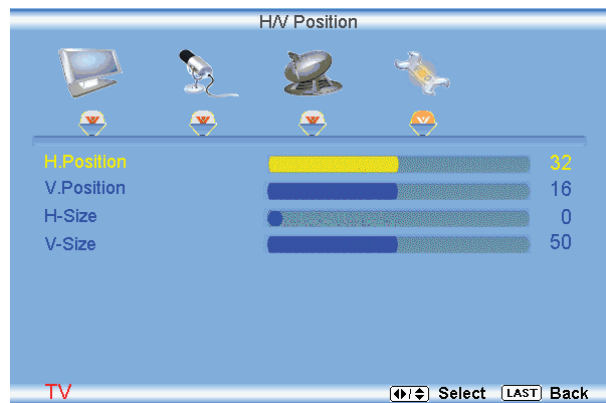 H/V Position
H.Position 32
V.Position 16
H-Size 0
V-Size 50
TV Select LAST Back